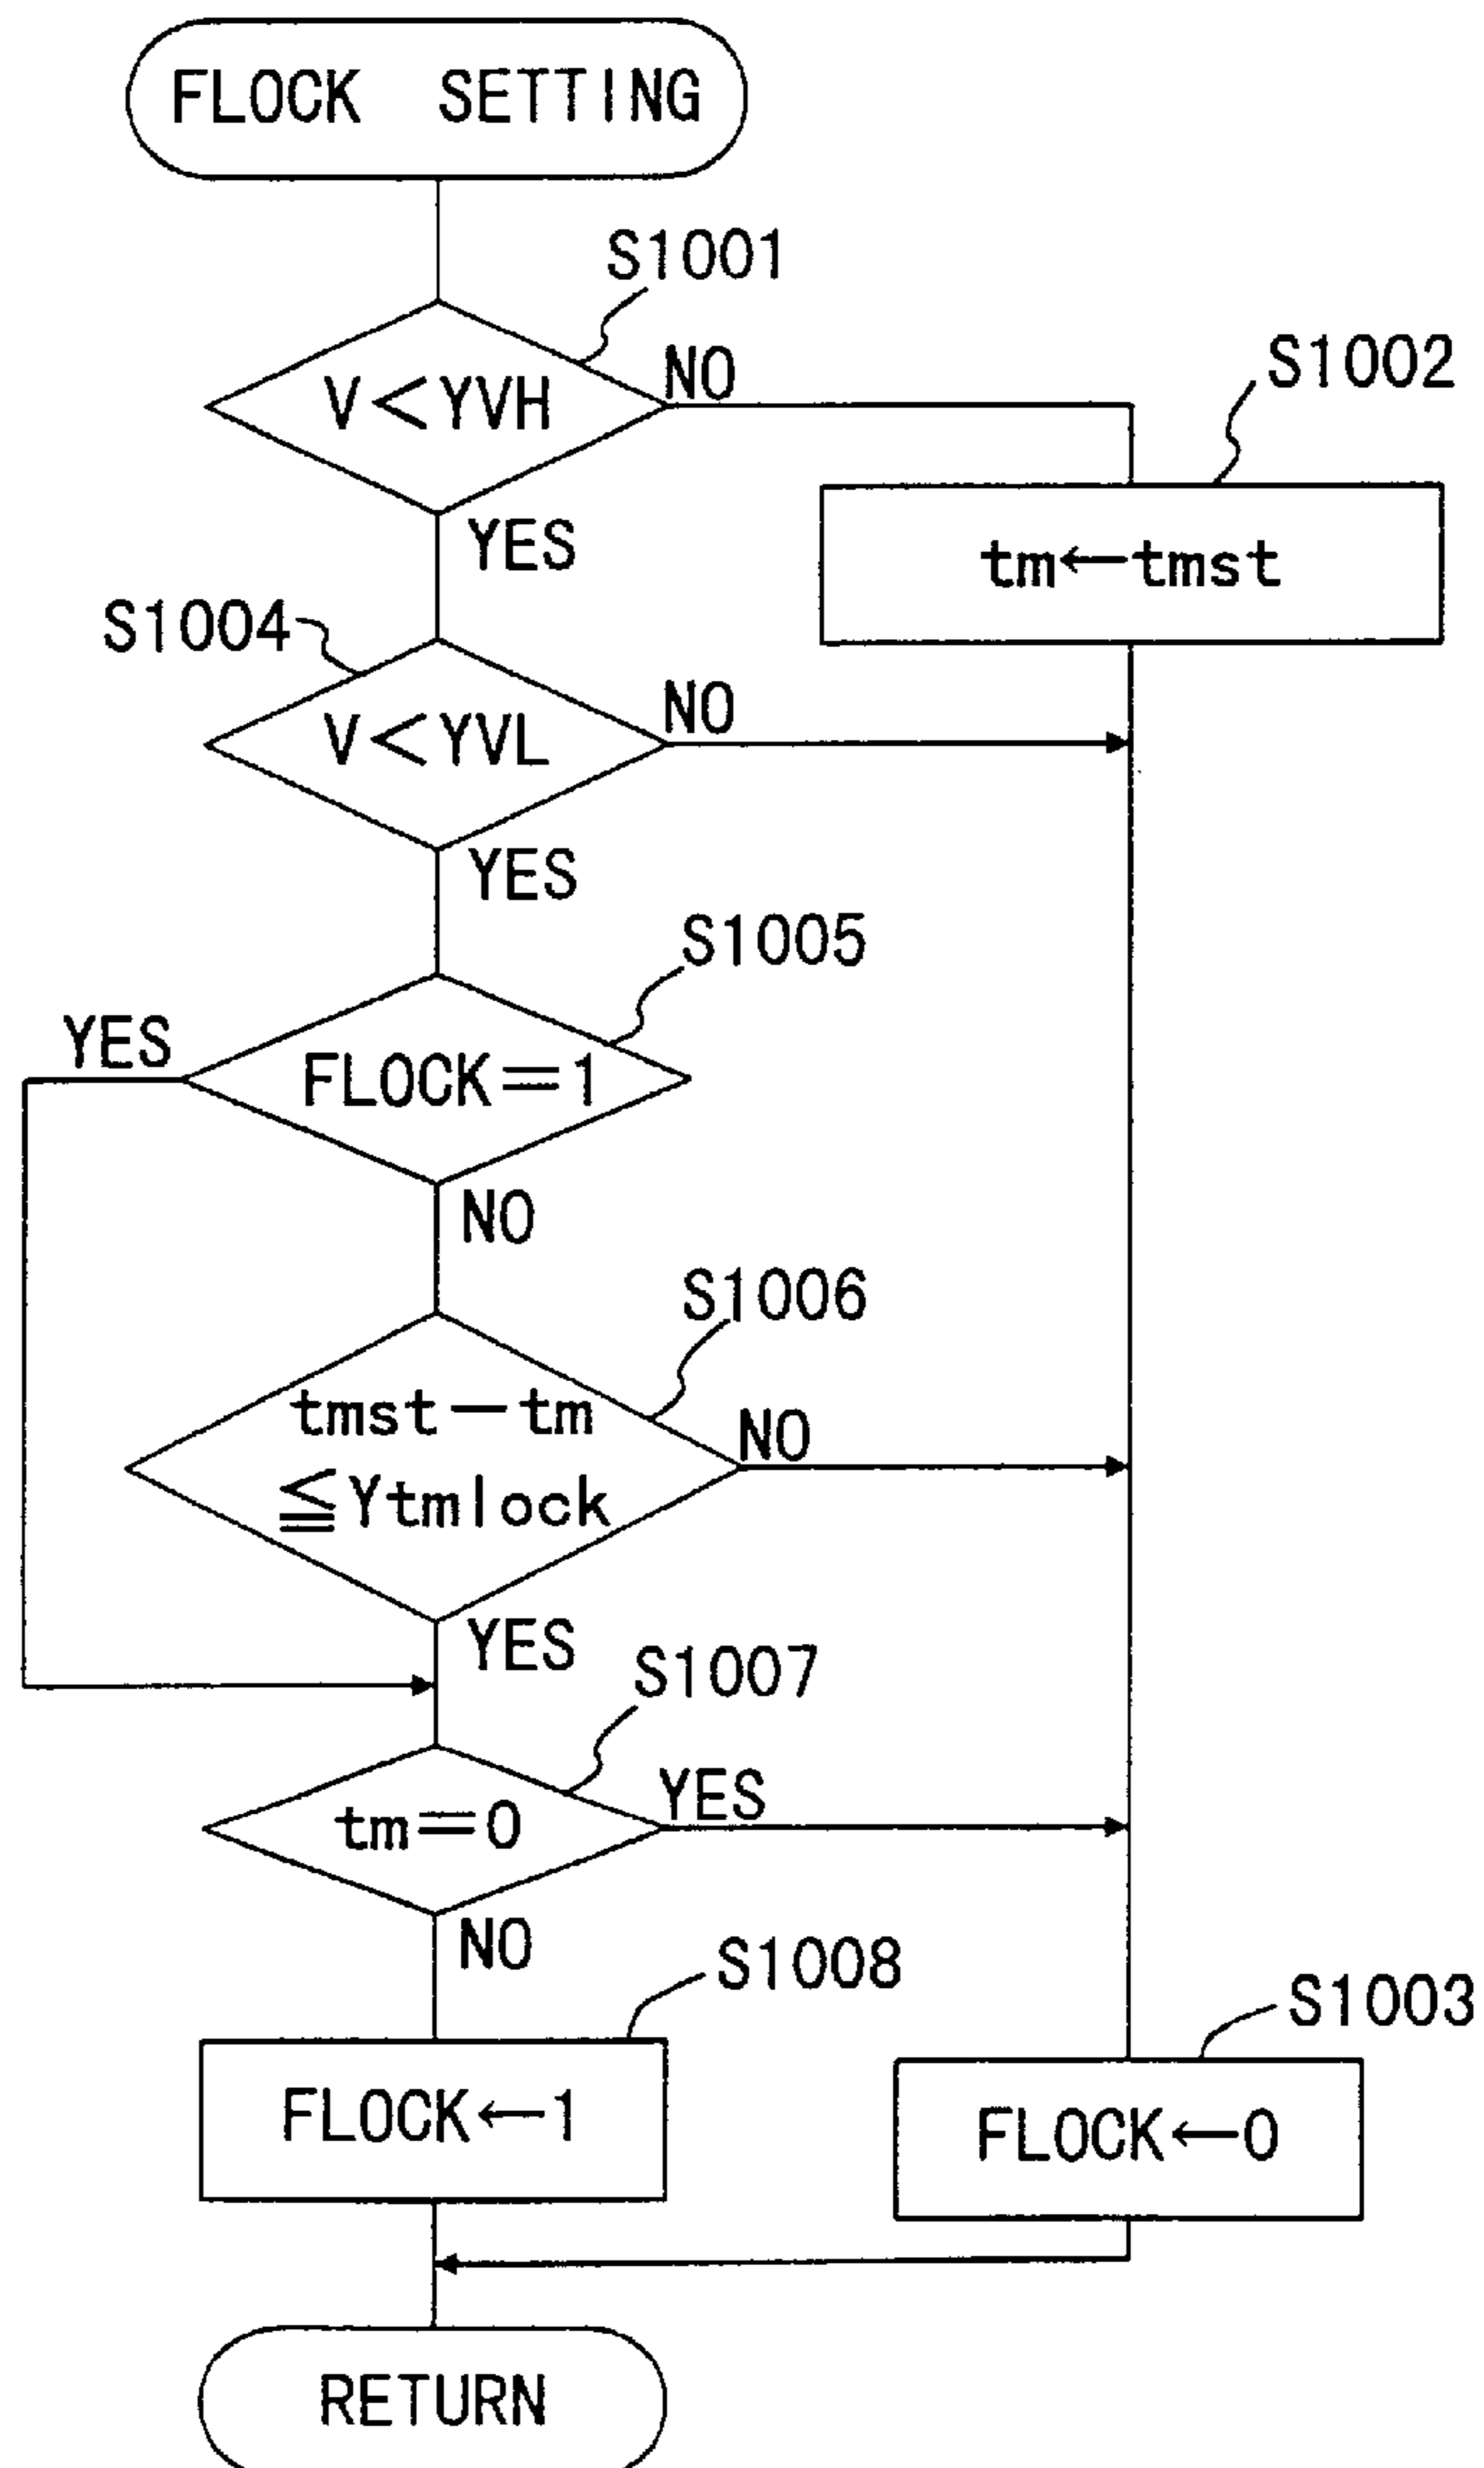 FLOCK SETTING
S1001
V<YVH
NO
YES
S1002
tm←tmst
S1004
V<YVL
NO
YES
S1005
YES
FLOCK=1
NO
S1006
tmst-tm
≦Ytmlock
NO
YES
S1007
tm=0
YES
NO
S1008
FLOCK←1
S1003
FLOCK←0
RETURN